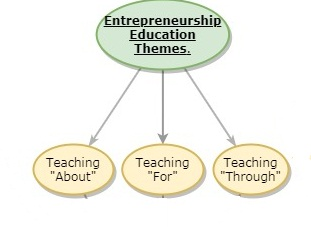 Entrepreneurship
Education
Themes.
Teaching
"About"
Teaching
"For"
Teaching
"Through"